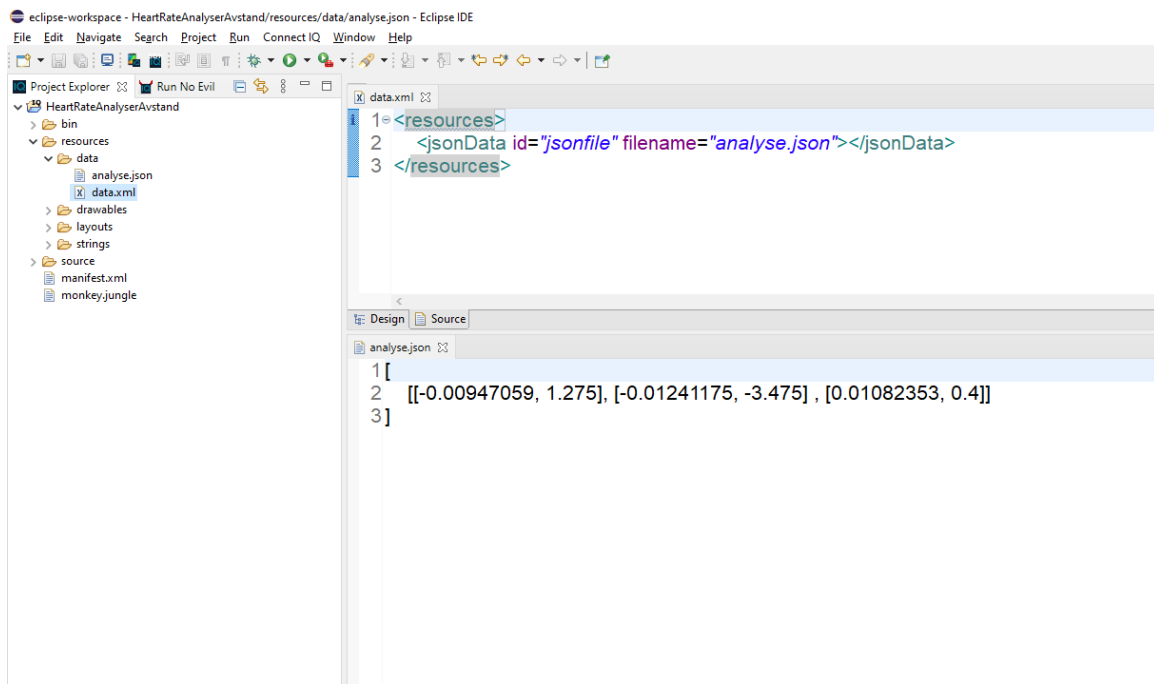 eclipse-workspace - HeartRateAnalyserAvstand/resources/data/analyse.json - Eclipse IDE
File Edit Navigate Search Project Run Connect IQ Window Help
Project Explorer Run No Evil
HeartRateAnalyserAvstand
bin
resources
data
analyse.json
data.xml
drawables
layouts
strings
source
manifest.xml
monkey.jungle
data.xml
1 <resources>
2 <jsonData id="jsonfile" filename="analyse.json"></jsonData>
3 </resources>
Design Source
analyse.json
1 [
2 [[-0.00947059, 1.275], [-0.01241175, -3.475] , [0.01082353, 0.4]]
3 ]